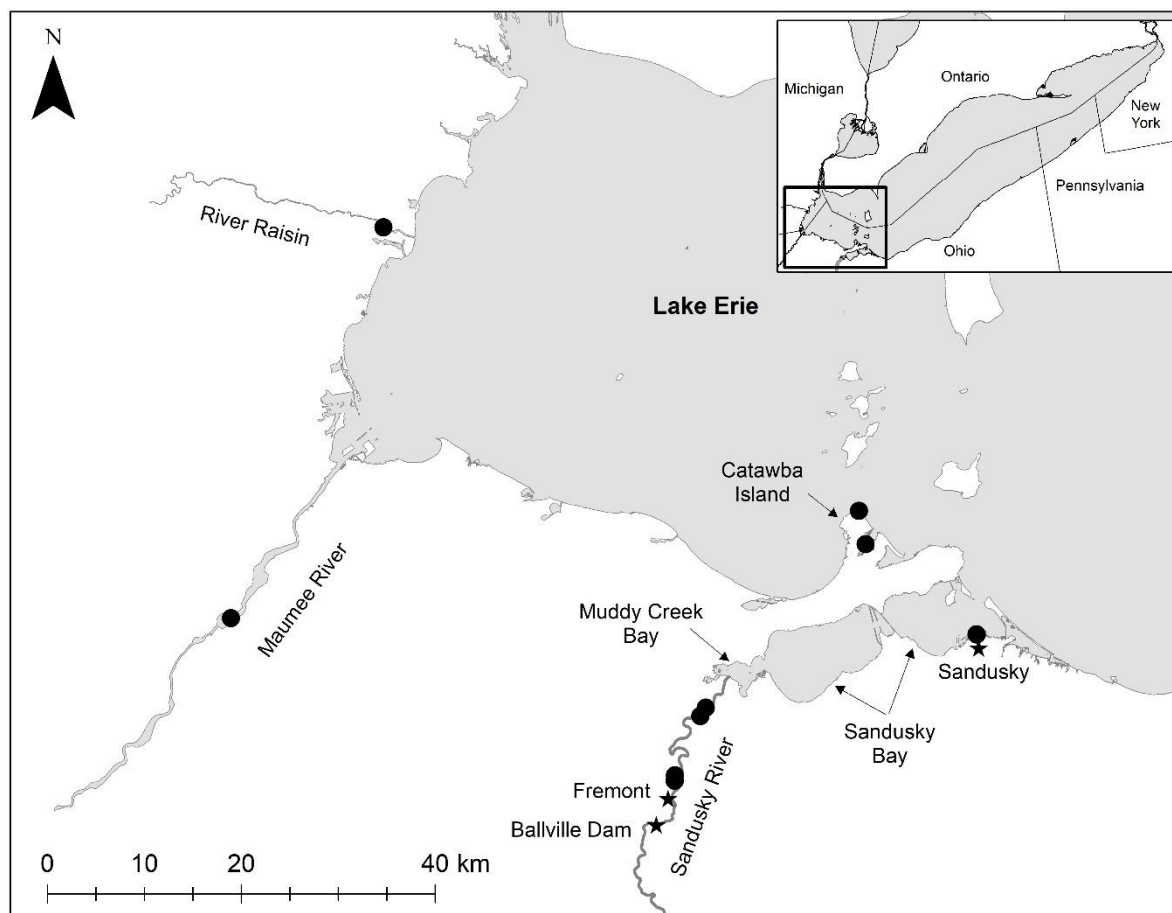 N
Michigan
Ontario
New
York
Pennsylvania
Ohio
River Raisin
Lake Erie
Catawba
Island
Maumee River
Muddy Creek
Bay
Sandusky
Sandusky
Bay
Sandusky River
Fremont
Ballville Dam
0 10 20 40 km